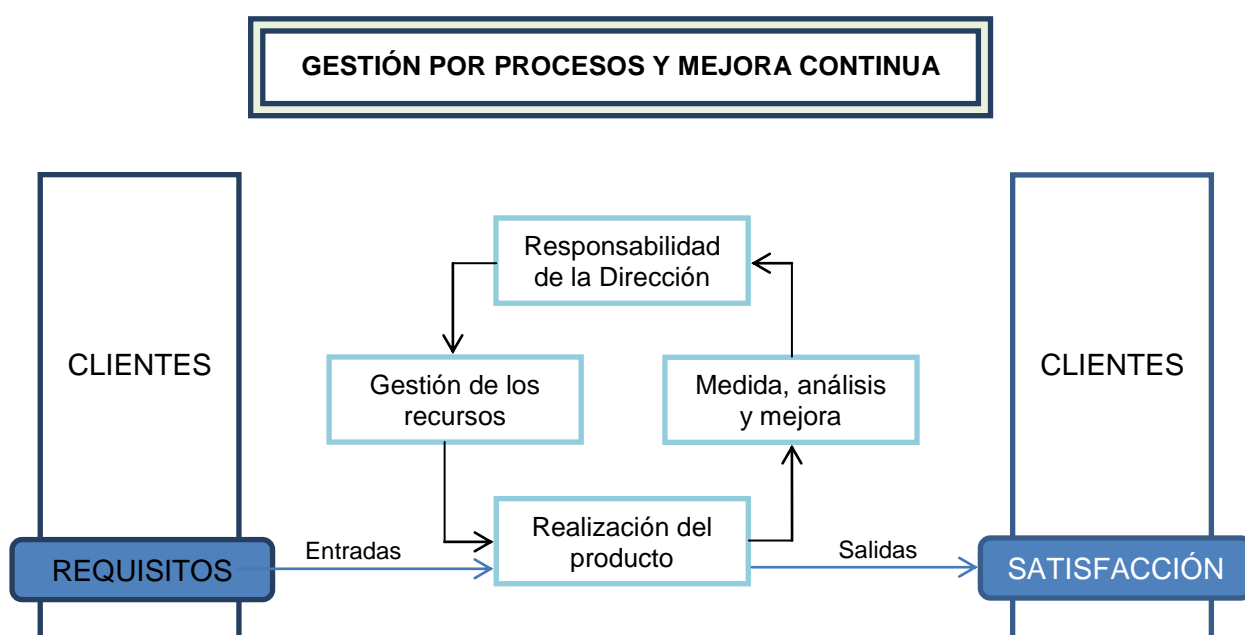 GESTIÓN POR PROCESOS Y MEJORA CONTINUA
Responsabilidad
de la Dirección
CLIENTES
Gestión de los
recursos
Medida, análisis
y mejora
CLIENTES
REQUISITOS
Entradas
Realización del
producto
Salidas
SATISFACCIÓN